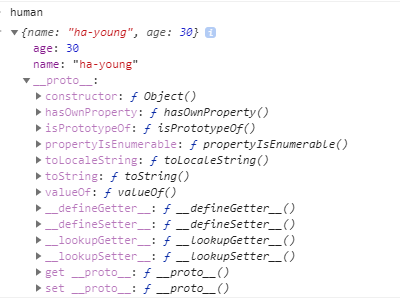 human
{name: "ha-young", age: 30} i
age: 30
name: "ha-young"
__proto__:
constructor: ƒ Object()
hasOwnProperty: ƒ hasOwnProperty()
isPrototypeOf: ƒ isPrototypeOf()
propertyIsEnumerable: ƒ propertyIsEnumerable()
toLocaleString: ƒ toLocaleString()
toString: ƒ toString()
valueOf: ƒ valueOf()
__defineGetter__: ƒ __defineGetter__()
__defineSetter__: ƒ __defineSetter__()
__lookupGetter__: ƒ __lookupGetter__()
__lookupSetter__: ƒ __lookupSetter__()
get __proto__: ƒ __proto__()
set __proto__: ƒ __proto__()